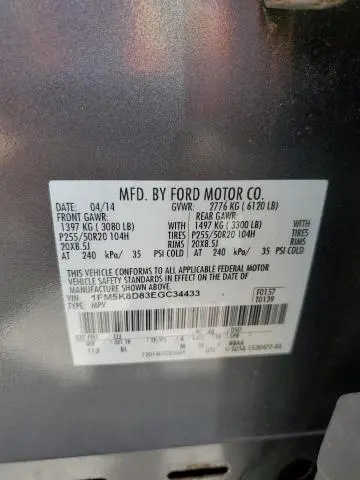 MFD. BY FORD MOTOR CO.
DATE: 04/14 GVWR: 2776 KG ( 6120 LB)
FRONT GAWR: REAR GAWR:
1397 KG ( 3080 LB) WITH 1497 KG ( 3300 LB) WITH
P255/50R20 104H TIRES P255/50R20 104H TIRES
20X8.5J RIMS 20X8.5J RIMS
AT 240 kPa/ 35 PSI COLD AT 240 kPa/ 35 PSI COLD
THIS VEHICLE CONFORMS TO ALL APPLICABLE FEDERAL MOTOR
VEHICLE SAFETY AND BUMPER STANDARDS IN EFFECT ON THE DATE OF
MANUFACTURE SHOWN ABOVE.
VIN: 1FM5K8D83EGC34433 F0157
TYPE: MPV T0139